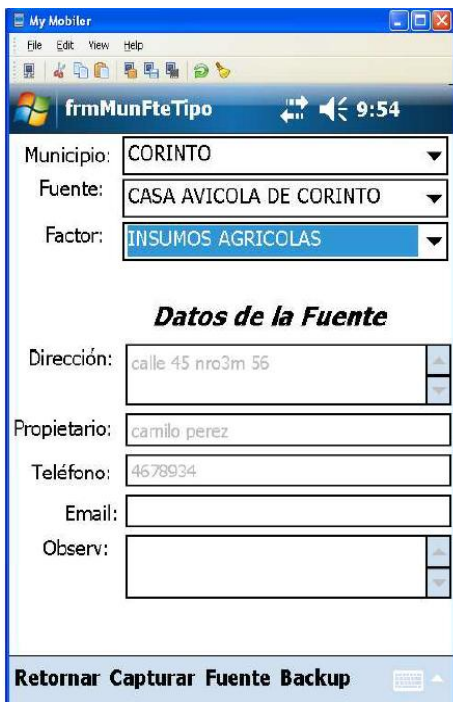 My Mobiler
File Edit View Help
frmMunFteTipo 9:54
Municipio: CORINTO
Fuente: CASA AVICOLA DE CORINTO
Factor: INSUMOS AGRICOLAS
Datos de la Fuente
Dirección: calle 45 nro3m 56
Propietario: camilo perez
Teléfono: 4678934
Email:
Observ:
Retornar Capturar Fuente Backup